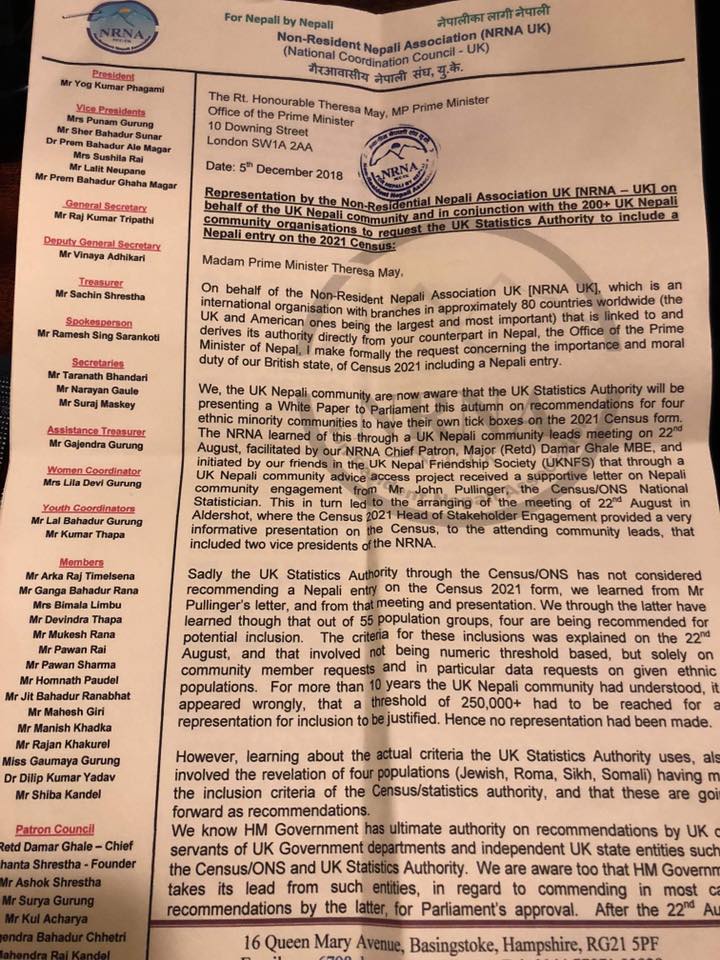 NRNA
NCC-UK
For Nepali by Nepali
नेपालीका लागी नेपाली
Non-Resident Nepali Association (NRNA UK)
(National Coordination Council - UK)
गैरआवासीय नेपाली संघ, यु.के.
President
Mr Yog Kumar Phagami
Vice Presidents
Mrs Punam Gurung
Mr Sher Bahadur Sunar
Dr Prem Bahadur Ale Magar
Mrs Sushila Rai
Mr Lalit Neupane
Mr Prem Bahadur Ghaha Magar
General Secretary
Mr Raj Kumar Tripathi
Deputy General Secretary
Mr Vinaya Adhikari
Treasurer
Mr Sachin Shrestha
Spokesperson
Mr Ramesh Sing Sarankoti
Secretaries
Mr Taranath Bhandari
Mr Narayan Gaule
Mr Suraj Maskey
Assistance Treasurer
Mr Gajendra Gurung
Women Coordinator
Mrs Lila Devi Gurung
Youth Coordinators
Mr Lal Bahadur Gurung
Mr Kumar Thapa
Members
Mr Arka Raj Timelsena
Mr Ganga Bahadur Rana
Mrs Bimala Limbu
Mr Devindra Thapa
Mr Mukesh Rana
Mr Pawan Rai
Mr Pawan Sharma
Mr Homnath Paudel
Mr Jit Bahadur Ranabhat
Mr Mahesh Giri
Mr Manish Khadka
Mr Rajan Khakurel
Miss Gaumaya Gurung
Dr Dilip Kumar Yadav
Mr Shiba Kandel
Patron Council
Retd Damar Ghale – Chief
hanta Shrestha - Founder
Mr Ashok Shrestha
Mr Surya Gurung
Mr Kul Acharya
gendra Bahadur Chhetri
Mahendra Raj Kandel
The Rt. Honourable Theresa May, MP Prime Minister
Office of the Prime Minister
10 Downing Street
London SW1A 2AA
NRNA
Date: 5th December 2018
Representation by the Non-Residential Nepali Association UK [NRNA – UK] on
behalf of the UK Nepali community and in conjunction with the 200+ UK Nepali
community organisations to request the UK Statistics Authority to include a
Nepali entry on the 2021 Census:
Madam Prime Minister Theresa May,
On behalf of the Non-Resident Nepali Association UK [NRNA UK], which is an
international organisation with branches in approximately 80 countries worldwide (the
UK and American ones being the largest and most important) that is linked to and
derives its authority directly from your counterpart in Nepal, the Office of the Prime
Minister of Nepal, I make formally the request concerning the importance and moral
duty of our British state, of Census 2021 including a Nepali entry.
We, the UK Nepali community are now aware that the UK Statistics Authority will be
presenting a White Paper to Parliament this autumn on recommendations for four
ethnic minority communities to have their own tick boxes on the 2021 Census form.
The NRNA learned of this through a UK Nepali community leads meeting on 22nd
August, facilitated by our NRNA Chief Patron, Major (Retd) Damar Ghale MBE, and
initiated by our friends in the UK Nepal Friendship Society (UKNFS) that through a
UK Nepali community advice access project received a supportive letter on Nepali
community engagement from Mr John Pullinger, the Census/ONS National
Statistician. This in turn led to the arranging of the meeting of 22nd August in
Aldershot, where the Census 2021 Head of Stakeholder Engagement provided a very
informative presentation on the Census, to the attending community leads, that
included two vice presidents of the NRNA.
Sadly the UK Statistics Authority through the Census/ONS has not considered
recommending a Nepali entry on the Census 2021 form, we learned from Mr
Pullinger's letter, and from that meeting and presentation. We through the latter have
learned though that out of 55 population groups, four are being recommended for
potential inclusion. The criteria for these inclusions was explained on the 22nd
August, and that involved not being numeric threshold based, but solely on
community member requests and in particular data requests on given ethnic
populations. For more than 10 years the UK Nepali community had understood, it
appeared wrongly, that a threshold of 250,000+ had to be reached for a
representation for inclusion to be justified. Hence no representation had been made.
However, learning about the actual criteria the UK Statistics Authority uses, als
involved the revelation of four populations (Jewish, Roma, Sikh, Somali) having m
the inclusion criteria of the Census/statistics authority, and that these are goi
forward as recommendations.
We know HM Government has ultimate authority on recommendations by UK c
servants of UK Government departments and independent UK state entities such
the Census/ONS and UK Statistics Authority. We are aware too that HM Governm
takes its lead from such entities, in regard to commending in most ca
recommendations by the latter, for Parliament's approval. After the 22nd Au
16 Queen Mary Avenue, Basingstoke, Hampshire, RG21 5PF